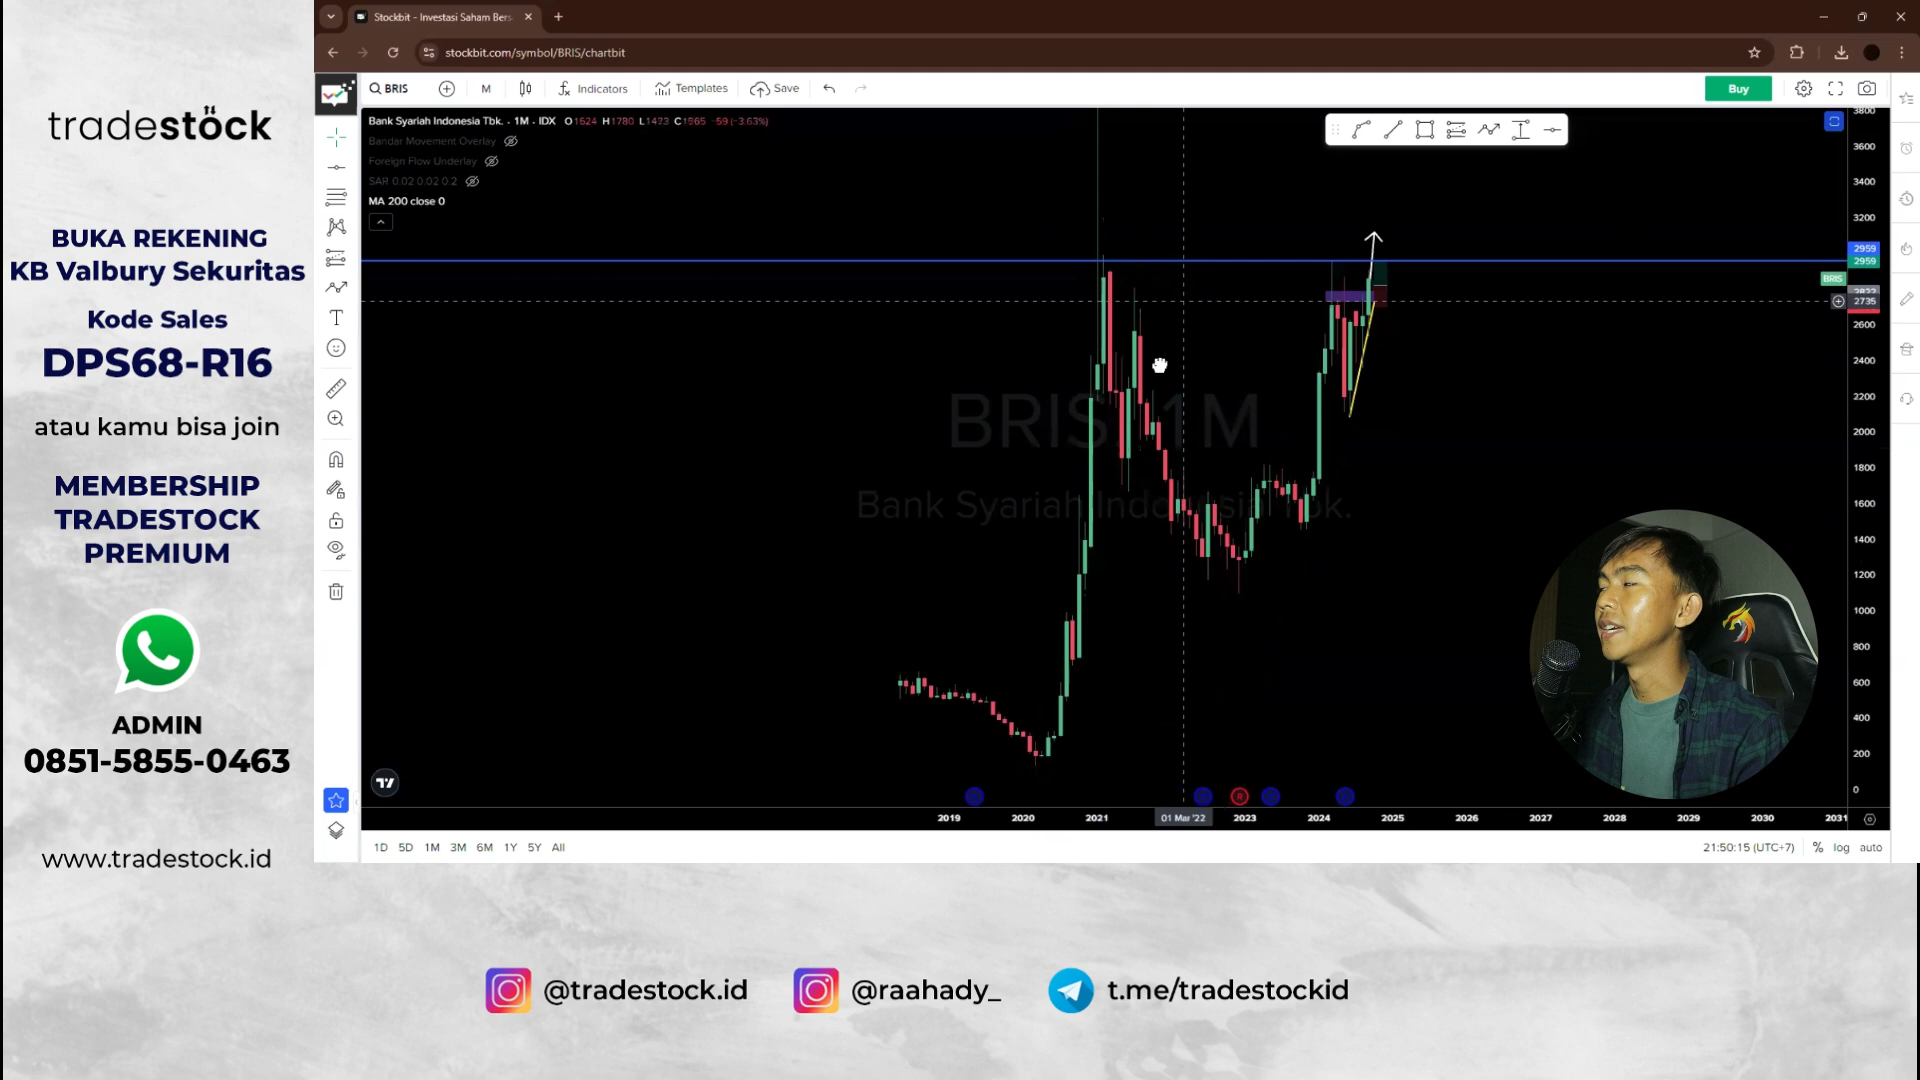 tradestock
BUKA REKENING
KB Valbury Sekuritas
Kode Sales
DPS68-R16
atau kamu bisa join
MEMBERSHIP
TRADESTOCK
PREMIUM
ADMIN
0851-5855-0463
www.tradestock.id
Stockbit - Investasi Saham Bers
stockbit.com/symbol/BRIS/chartbit
BRIS M Indicators Templates Save Buy
Bank Syariah Indonesia Tbk. · 1M · IDX O1624 H1780 L1473 C1565 -59 (-3.63%)
Bandar Movement Overlay
Foreign Flow Underlay
SAR 0.02 0.02 0.2
MA 200 close 0
BRIS, 1M
Bank Syariah Indonesia Tbk.
3800
3600
3400
3200
2959
2959
BRIS
2735
2600
2400
2200
2000
1800
1600
1400
1200
1000
800
600
400
200
0
2019 2020 2021 01 Mar '22 2023 2024 2025 2026 2027 2028 2029 2030 2031
1D 5D 1M 3M 6M 1Y 5Y All
21:50:15 (UTC+7) % log auto
@tradestock.id @raahady_ t.me/tradestockid